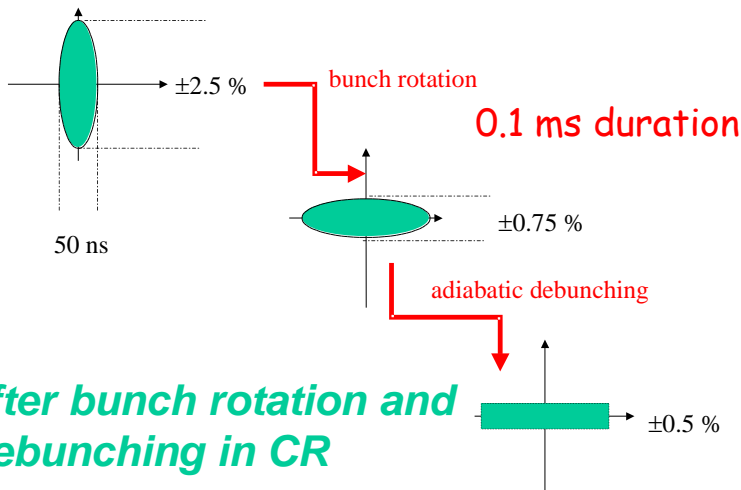 ±2.5 %
bunch rotation
0.1 ms duration
50 ns
±0.75 %
adiabatic debunching
fter bunch rotation and
ebunching in CR
±0.5 %